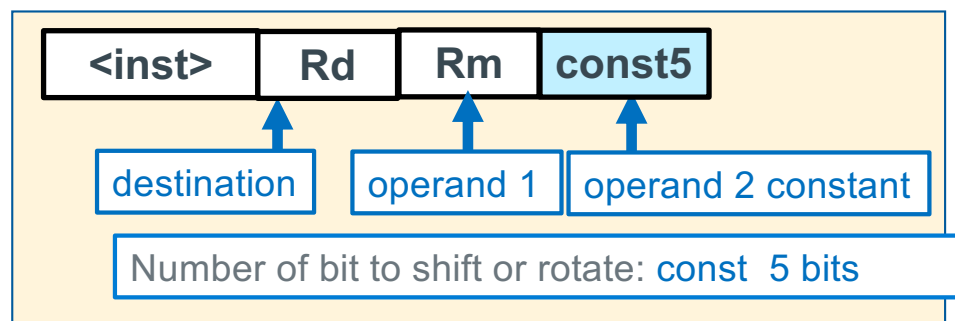 <inst> Rd Rm const5
destination operand 1 operand 2 constant
Number of bit to shift or rotate: const 5 bits